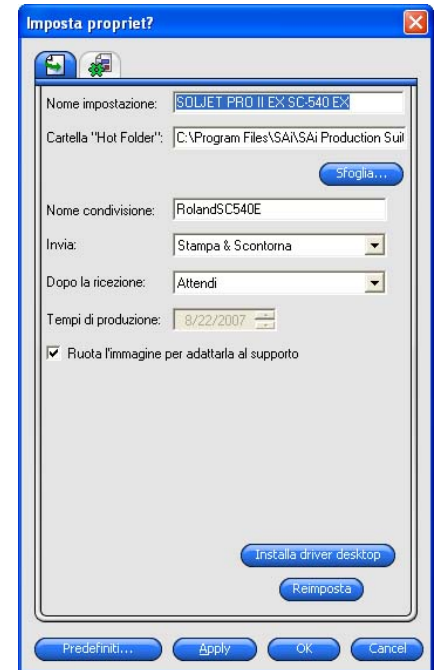 Imposta propriet?
Nome impostazione: SOLJET PRO II EX SC-540 EX
Cartella "Hot Folder": C:\Program Files\SAi\SAi Production Suit
Sfoglia...
Nome condivisione: RolandSC540E
Invia: Stampa & Scontorna
Dopo la ricezione: Attendi
Tempi di produzione: 8/22/2007
Ruota l'immagine per adattarla al supporto
Installa driver desktop
Reimposta
Predefiniti... Apply OK Cancel